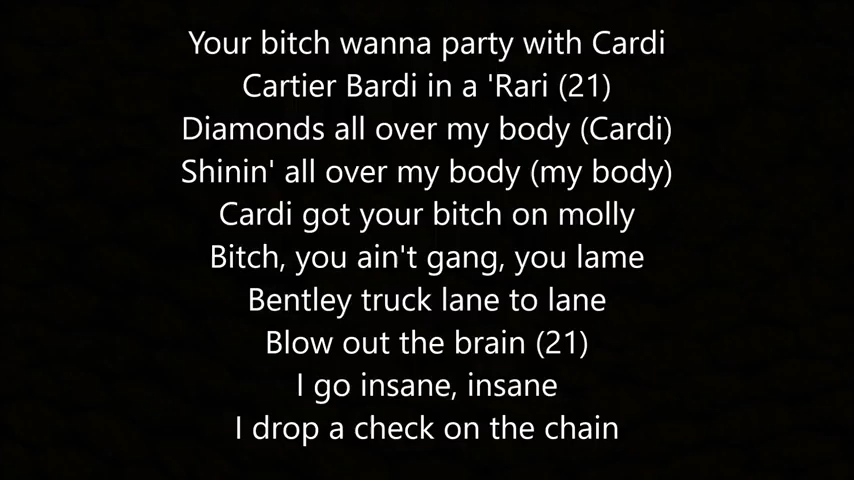 Your bitch wanna party with Cardi
Cartier Bardi in a 'Rari (21)
Diamonds all over my body (Cardi)
Shinin' all over my body (my body)
Cardi got your bitch on molly
Bitch, you ain't gang, you lame
Bentley truck lane to lane
Blow out the brain (21)
I go insane, insane
I drop a check on the chain